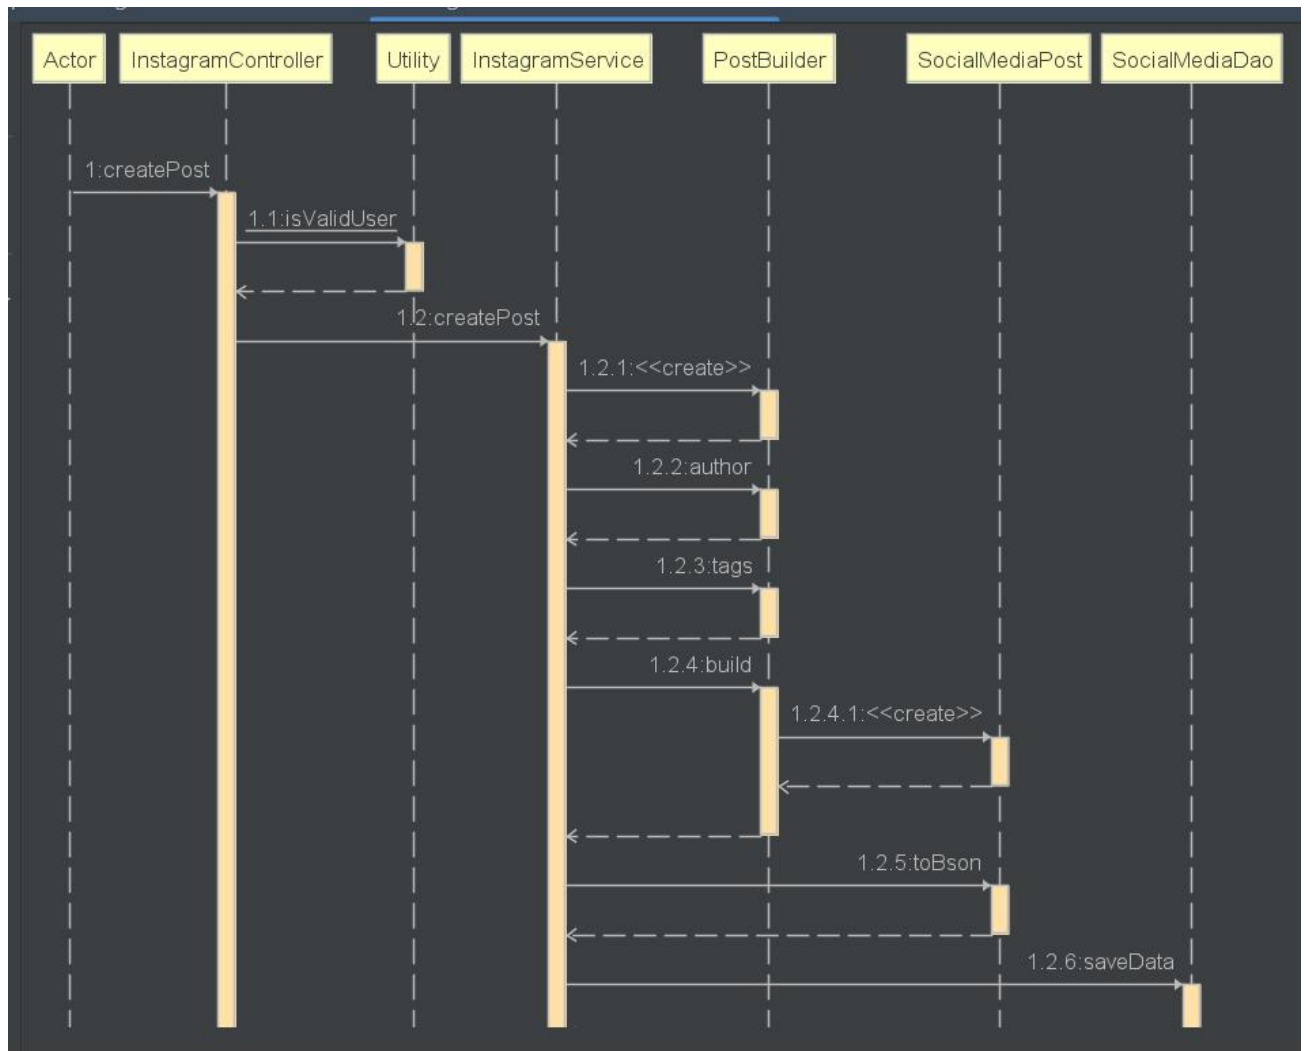 Actor
InstagramController
Utility
InstagramService
PostBuilder
SocialMediaPost
SocialMediaDao
1:createPost
1.1:isValidUser
1.2:createPost
1.2.1:<<create>>
1.2.2:author
1.2.3:tags
1.2.4:build
1.2.4.1:<<create>>
1.2.5:toBson
1.2.6:saveData